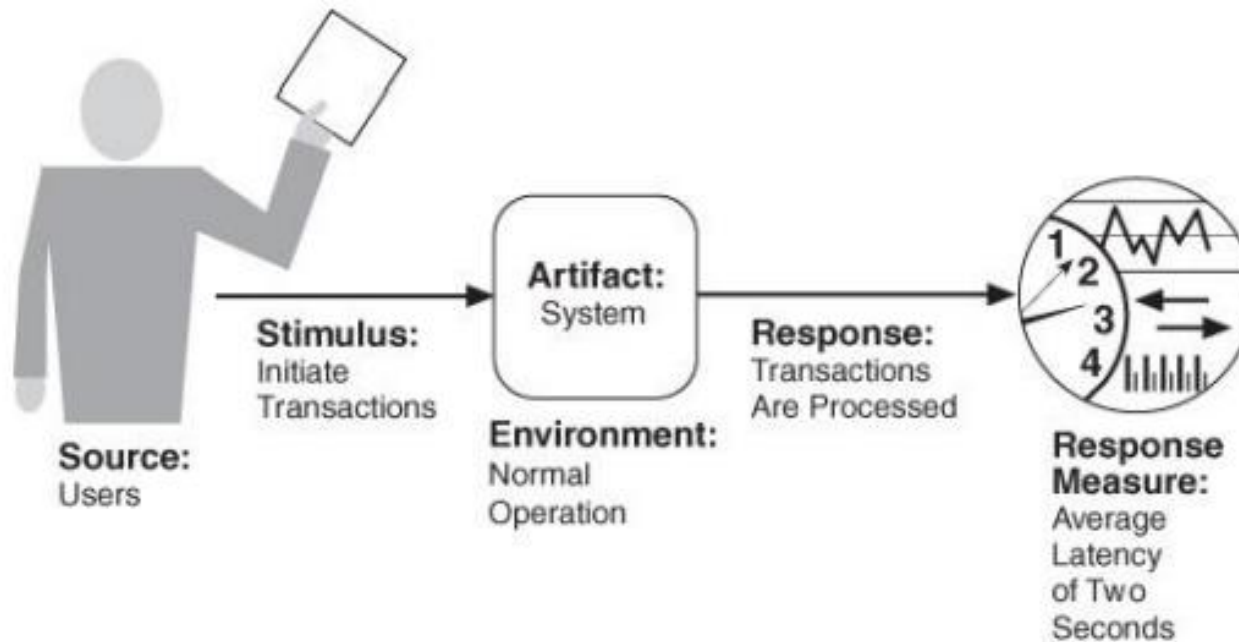 Source:
Users
Stimulus:
Initiate
Transactions
Artifact:
System
Environment:
Normal
Operation
Response:
Transactions
Are Processed
1
2
3
4
Response
Measure:
Average
Latency
of Two
Seconds